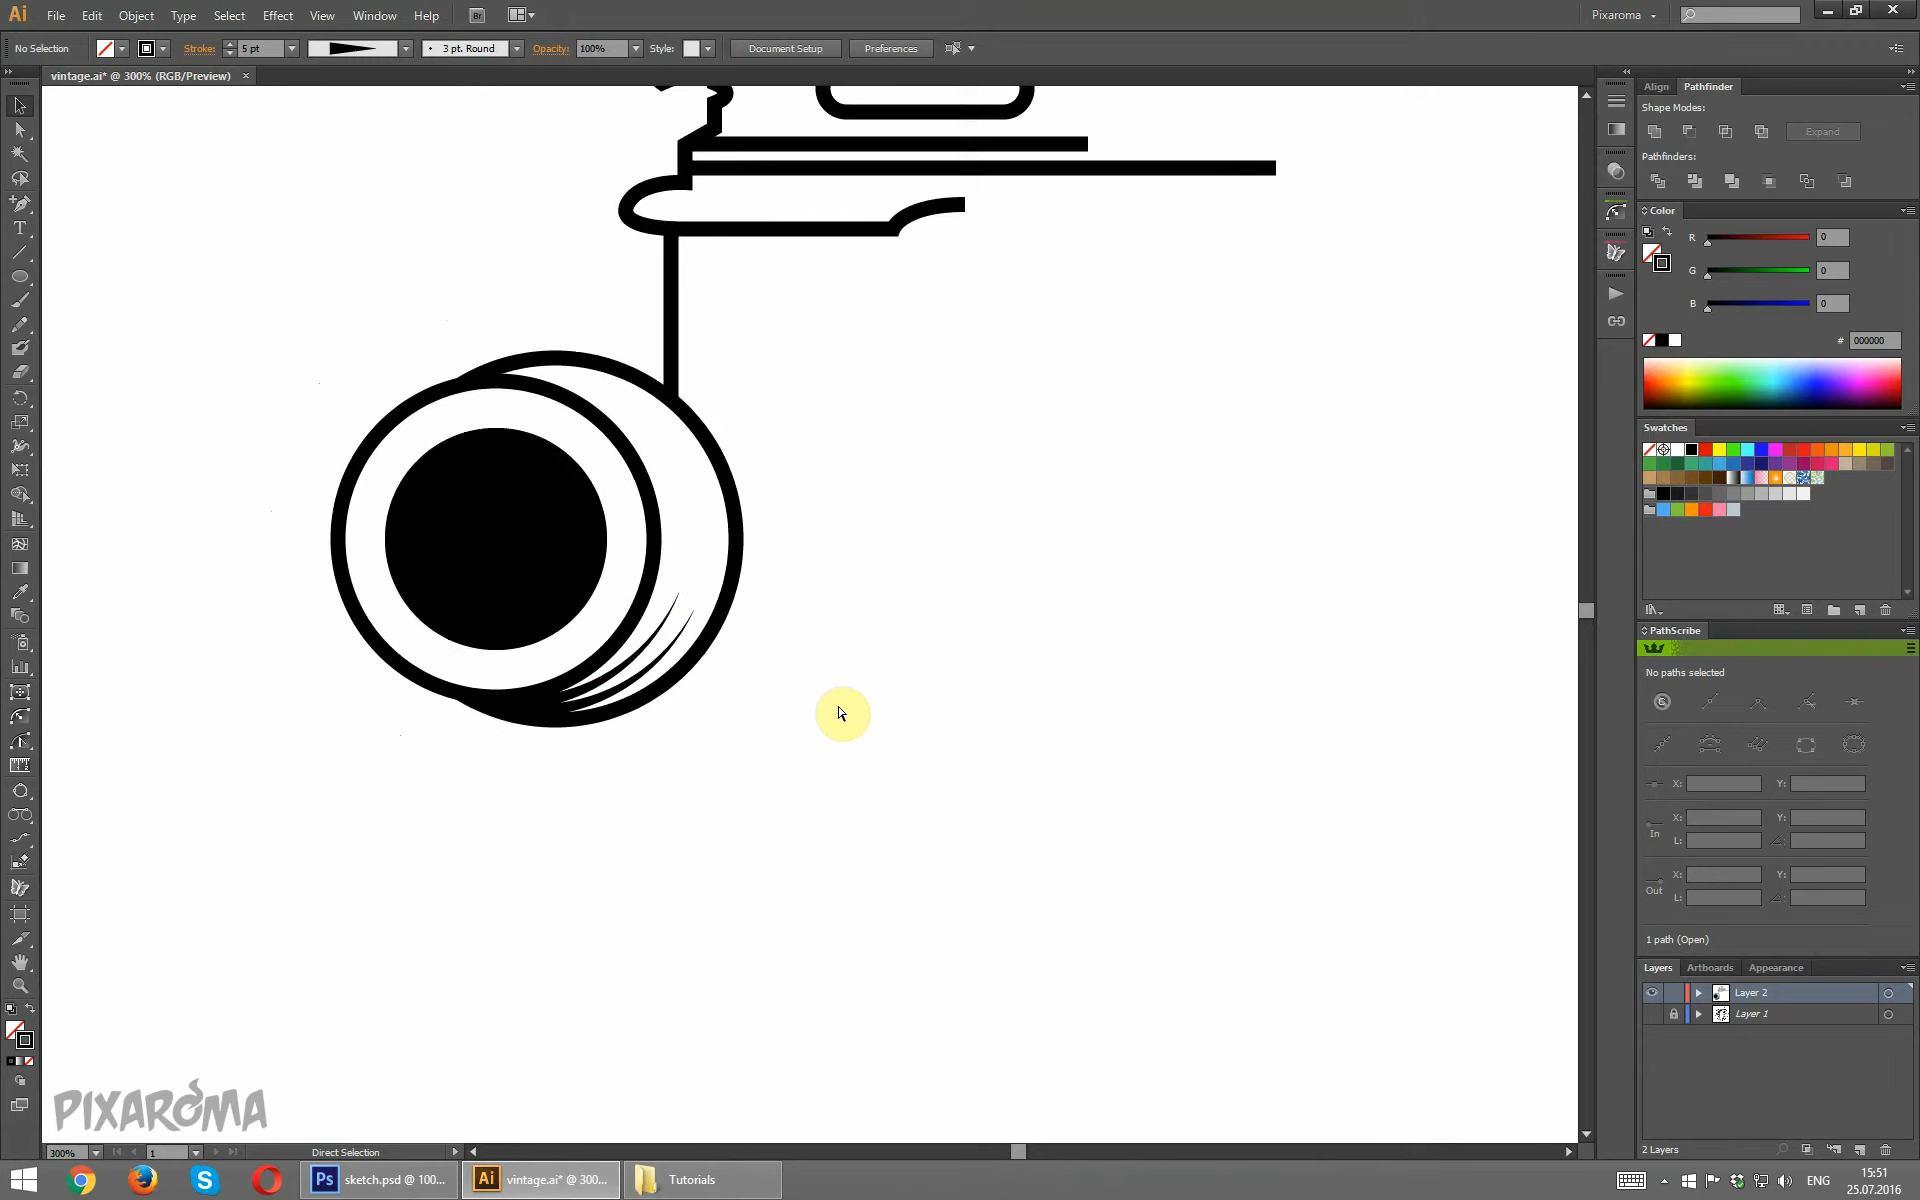 Ai File Edit Object Type Select Effect View Window Help Br Pixaroma
No Selection Stroke: 5 pt 3 pt. Round Opacity: 100% Style: Document Setup Preferences
vintage.ai* @ 300% (RGB/Preview)
Align Pathfinder
Shape Modes:
Expand
Pathfinders:
Color
R 0
G 0
B 0
# 000000
Swatches
PathScribe
No paths selected
X: Y:
In X: Y:
L:
Out X: Y:
L:
1 path (Open)
Layers Artboards Appearance
Layer 2
Layer 1
2 Layers
PIXAROMA
300% 1 Direct Selection
Ps sketch.psd @ 100... Ai vintage.ai* @ 300... Tutorials ENG
15:51
25.07.2016